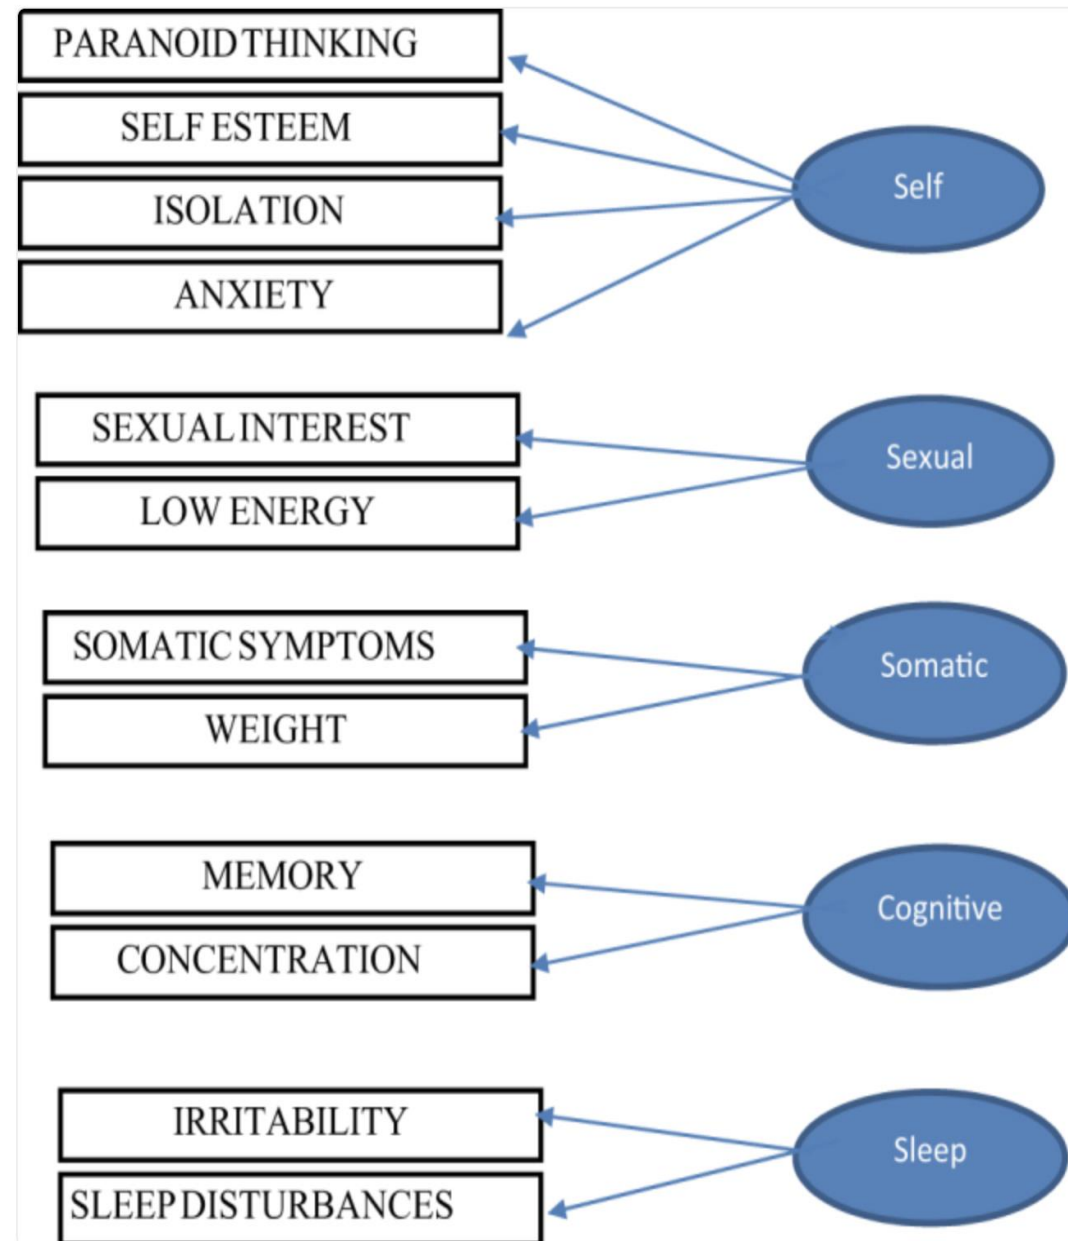 PARANOID THINKING
SELF ESTEEM
Self
ISOLATION
ANXIETY
SEXUAL INTEREST
Sexual
LOW ENERGY
SOMATIC SYMPTOMS
Somatic
WEIGHT
MEMORY
Cognitive
CONCENTRATION
IRRITABILITY
Sleep
SLEEP DISTURBANCES